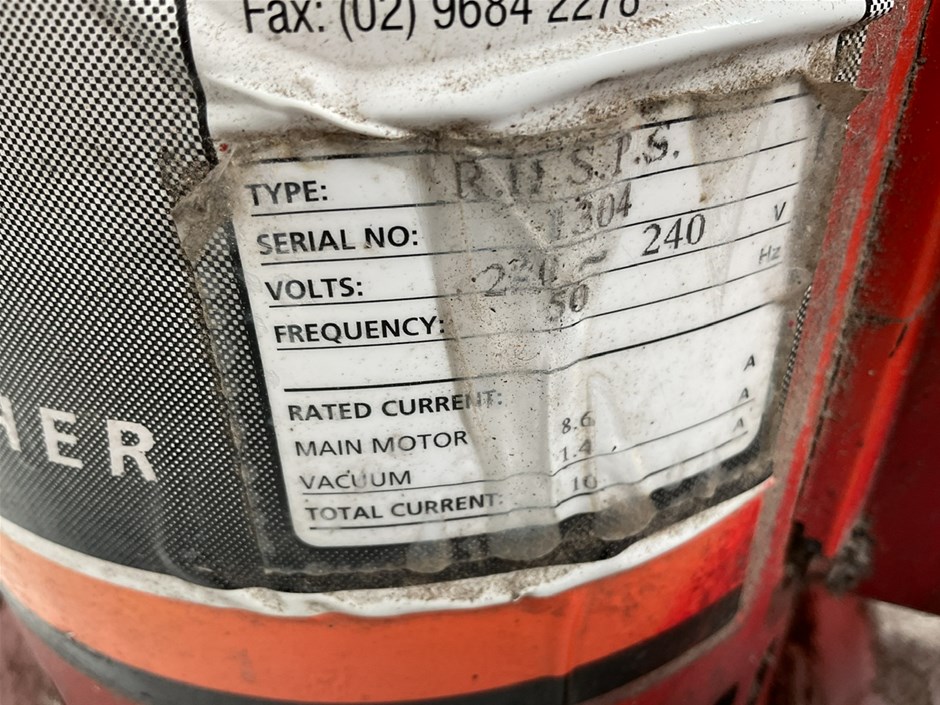 Fax: (02) 9684 2278
TYPE: R.D.S.P.S.
SERIAL NO: 1304
VOLTS: 220 ~ 240 V
FREQUENCY: 50 Hz
RATED CURRENT: A
MAIN MOTOR 8.6 A
VACUUM 1.4 A
TOTAL CURRENT: 10
HER